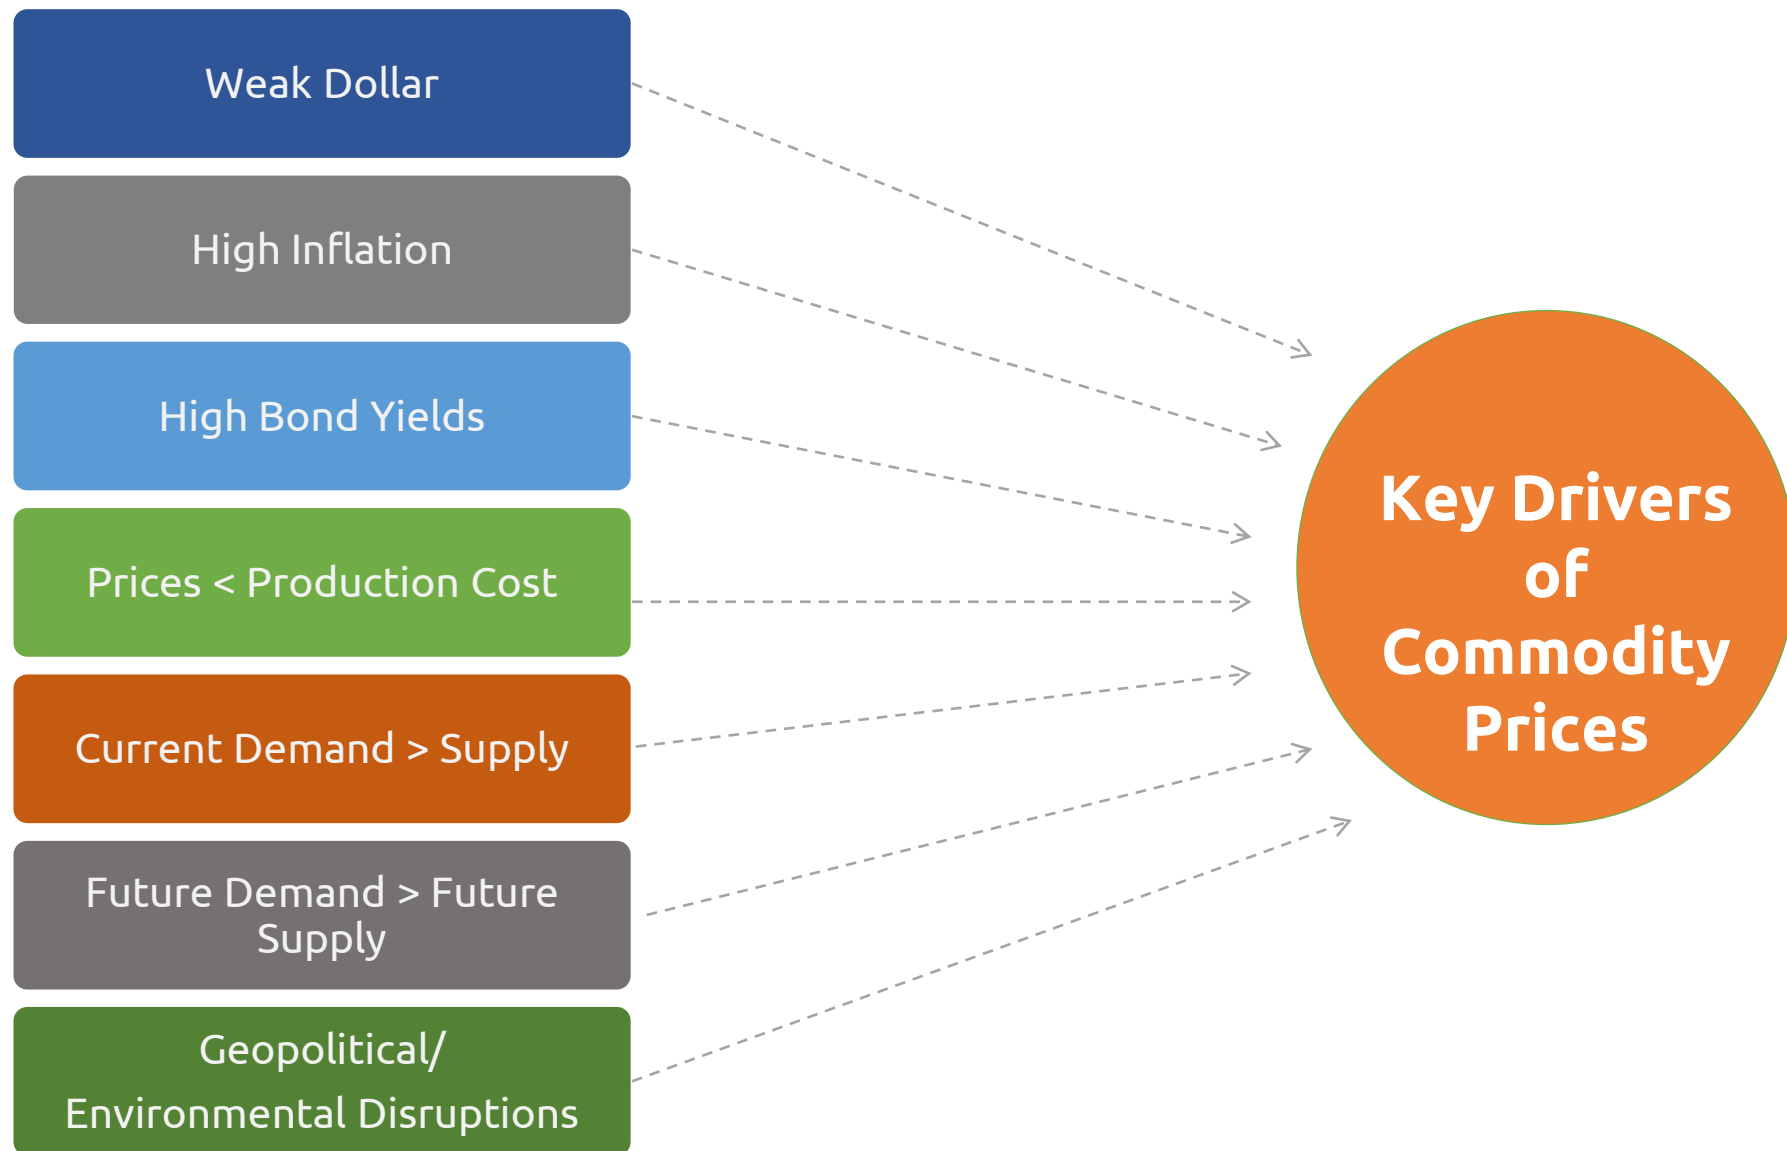 Weak Dollar
High Inflation
High Bond Yields
Prices < Production Cost
Current Demand > Supply
Future Demand > Future
Supply
Geopolitical/
Environmental Disruptions
Key Drivers
of
Commodity
Prices